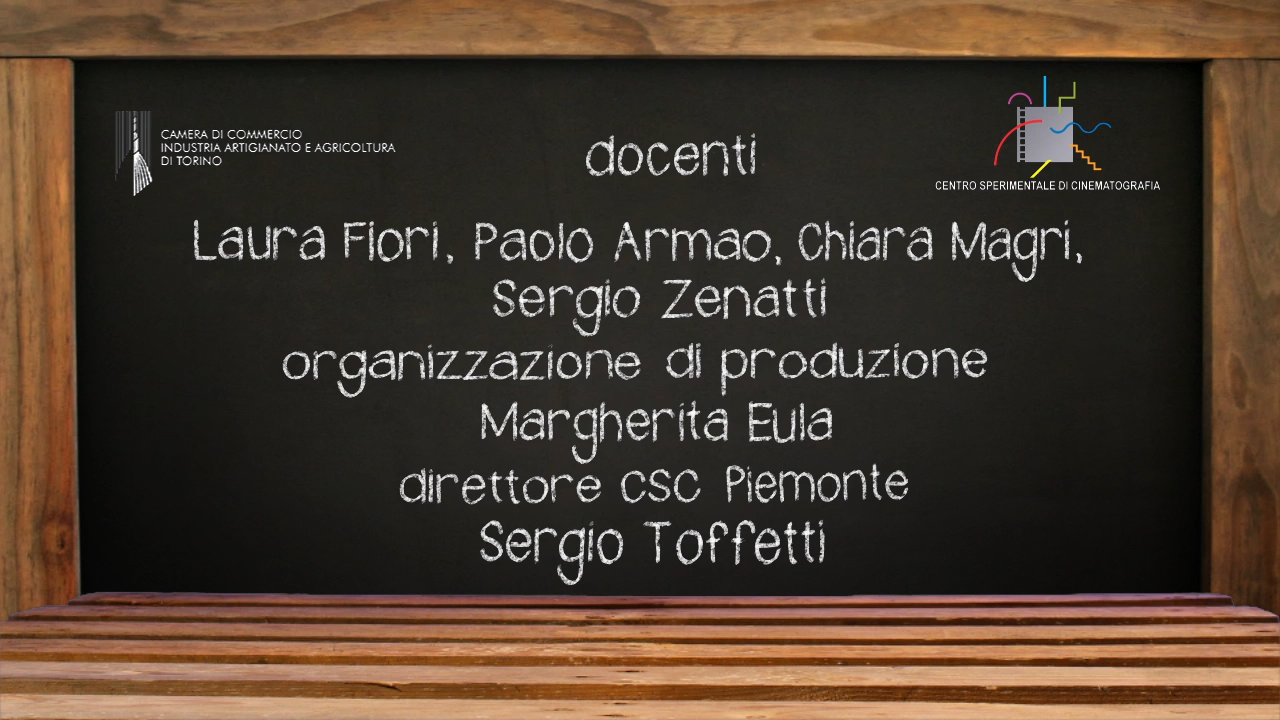 CAMERA DI COMMERCIO
INDUSTRIA ARTIGIANATO E AGRICOLTURA
DI TORINO
CENTRO SPERIMENTALE DI CINEMATOGRAFIA
docenti
Laura Fiori, Paolo Armao, Chiara Magri,
Sergio Zenatti
organizzazione di produzione
Margherita Eula
direttore CSC Piemonte
Sergio Toffetti